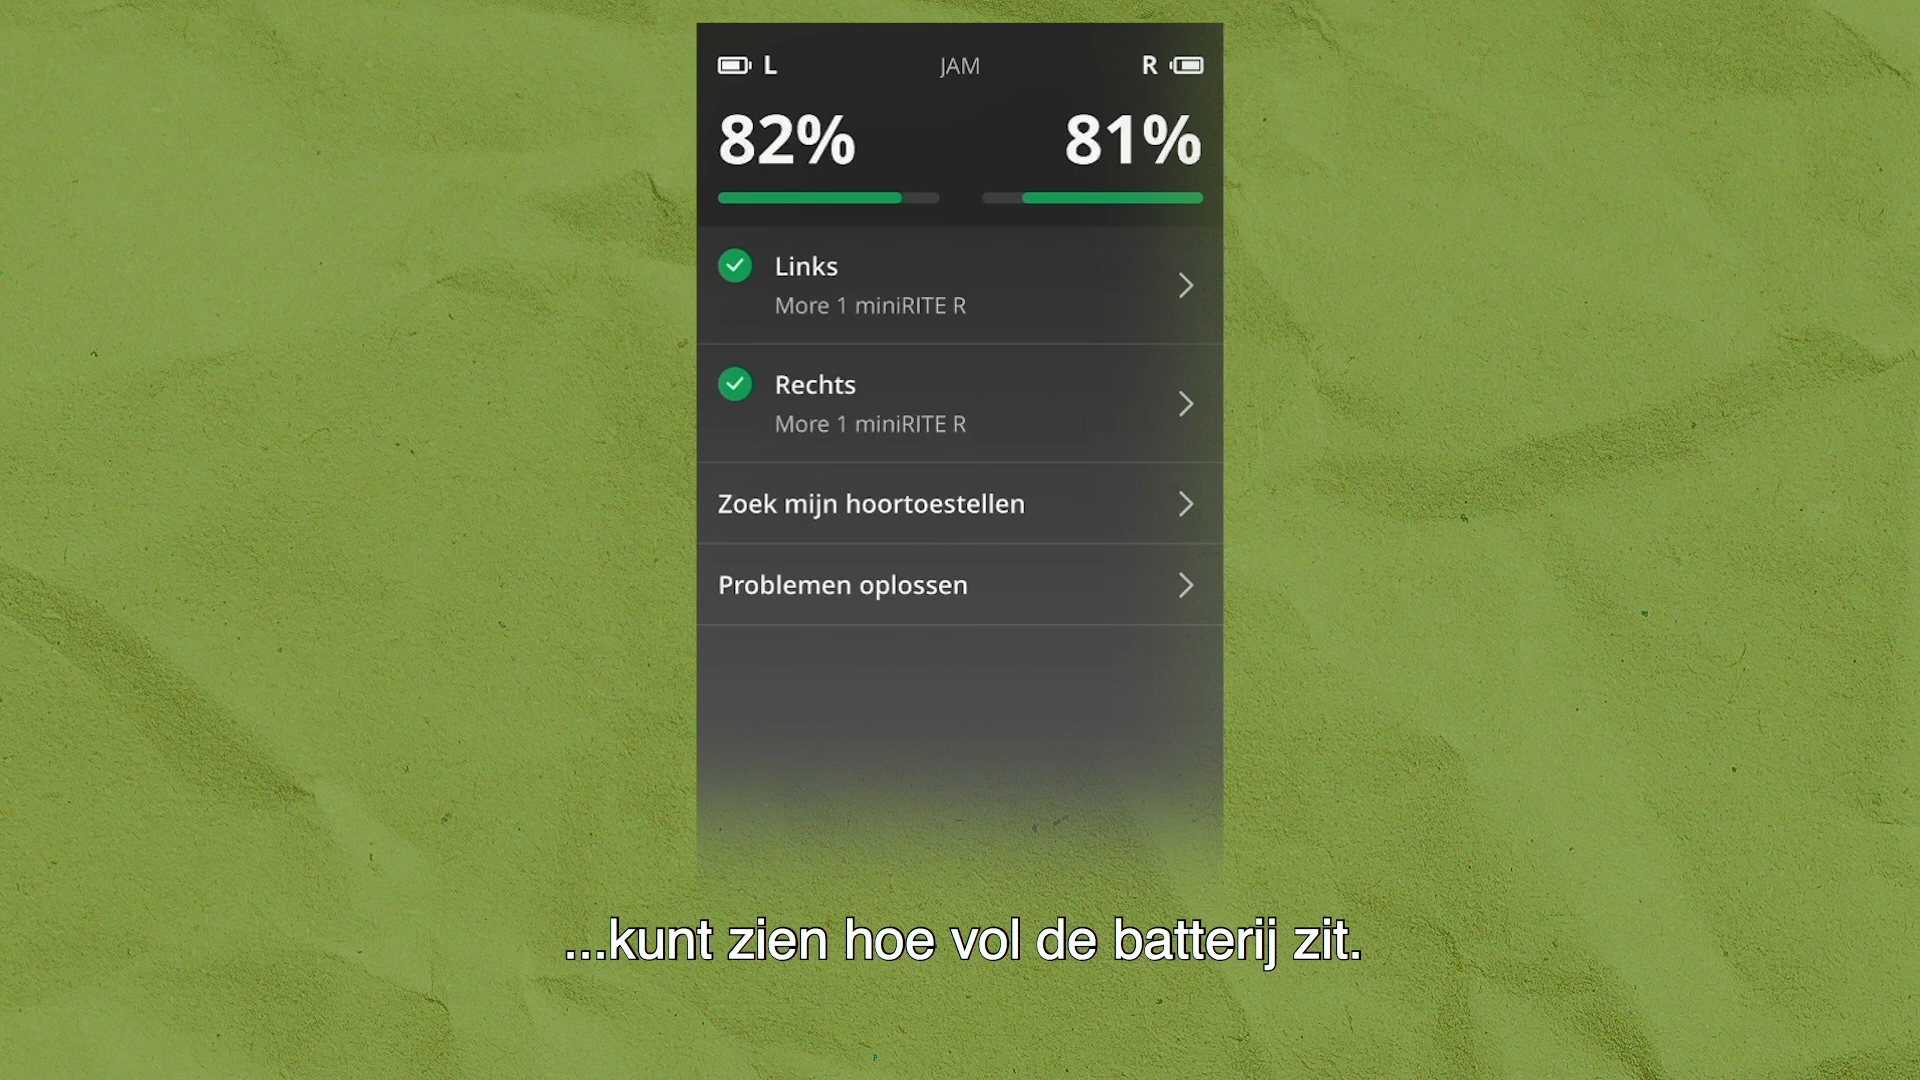 L JAM R
82% 81%
Links
More 1 miniRITE R
Rechts
More 1 miniRITE R
Zoek mijn hoortoestellen
Problemen oplossen
...kunt zien hoe vol de batterij zit.